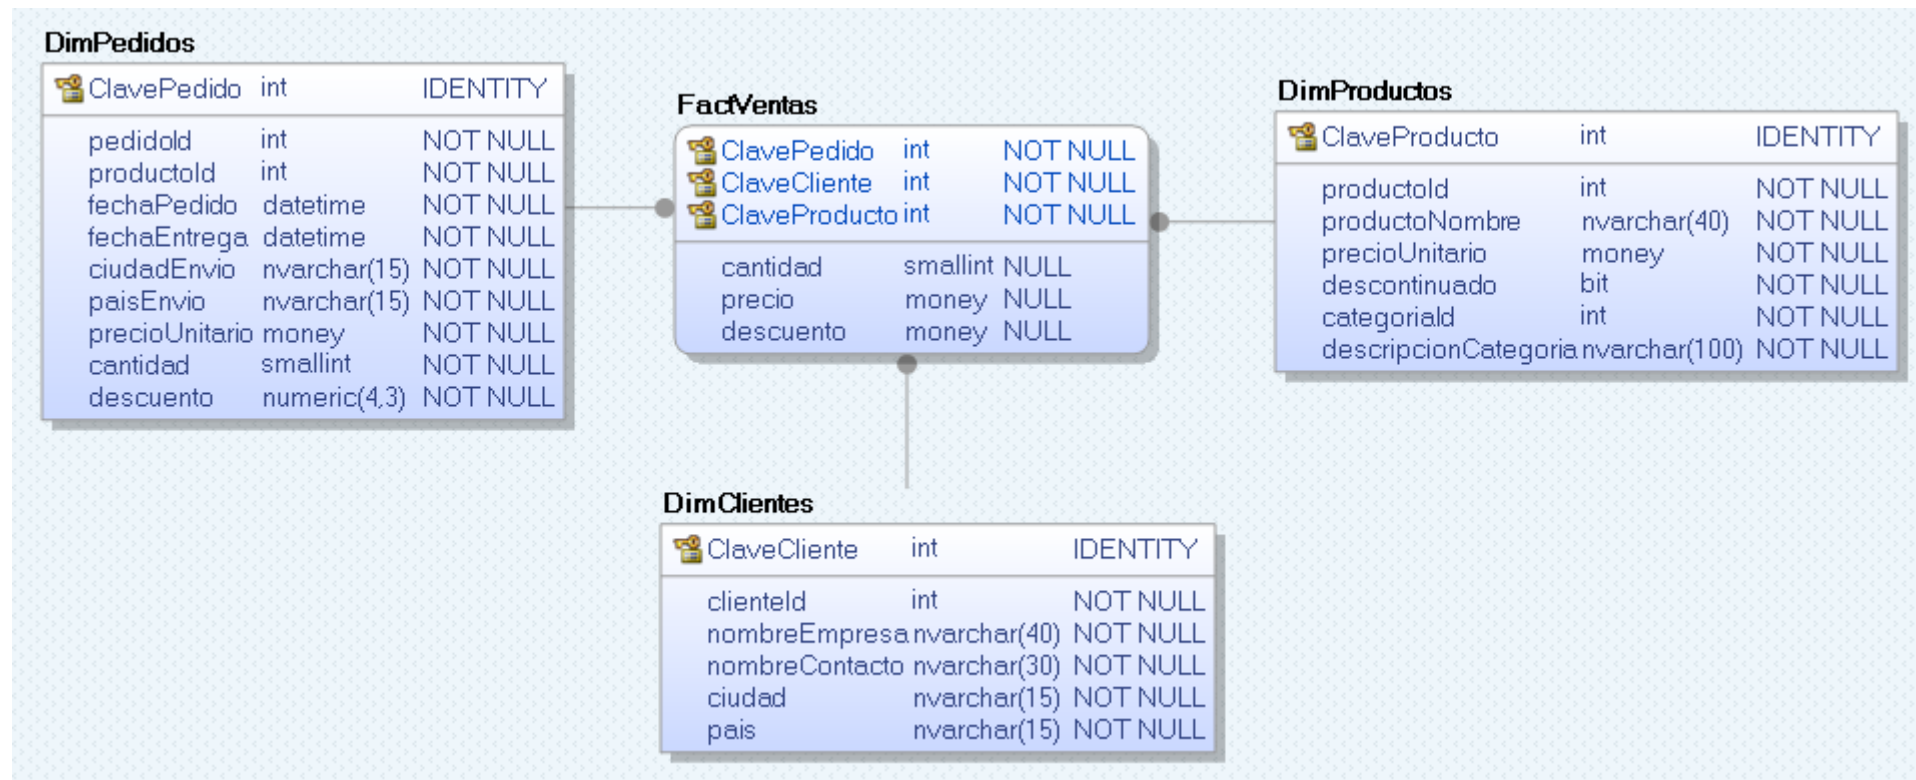 DimPedidos
ClavePedido int IDENTITY
pedidoId int NOT NULL
productoId int NOT NULL
fechaPedido datetime NOT NULL
fechaEntrega datetime NOT NULL
ciudadEnvio nvarchar(15) NOT NULL
paisEnvio nvarchar(15) NOT NULL
precioUnitario money NOT NULL
cantidad smallint NOT NULL
descuento numeric(4,3) NOT NULL
FactVentas
ClavePedido int NOT NULL
ClaveCliente int NOT NULL
ClaveProducto int NOT NULL
cantidad smallint NULL
precio money NULL
descuento money NULL
DimProductos
ClaveProducto int IDENTITY
productoId int NOT NULL
productoNombre nvarchar(40) NOT NULL
precioUnitario money NOT NULL
descontinuado bit NOT NULL
categoriaId int NOT NULL
descripcionCategoria nvarchar(100) NOT NULL
DimClientes
ClaveCliente int IDENTITY
clienteId int NOT NULL
nombreEmpresa nvarchar(40) NOT NULL
nombreContacto nvarchar(30) NOT NULL
ciudad nvarchar(15) NOT NULL
pais nvarchar(15) NOT NULL